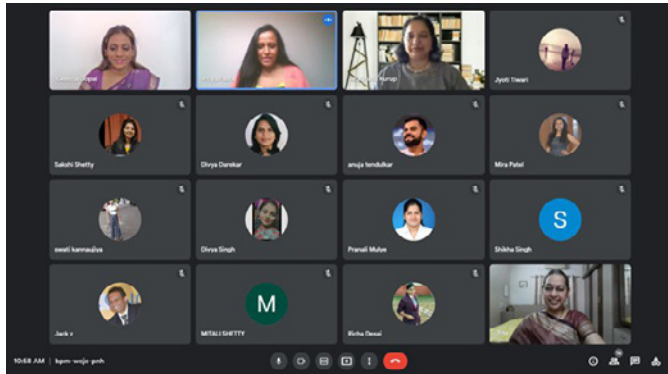 Jyoti Tiwari
Sakshi Shetty
Divya Darekar
anuja tendulkar
Mira Patel
swati kannaujiya
Divya Singh
Pranali Mulye
S
Shikha Singh
Jack z
M
MITALI SHETTY
Richa Desai
10:58 AM